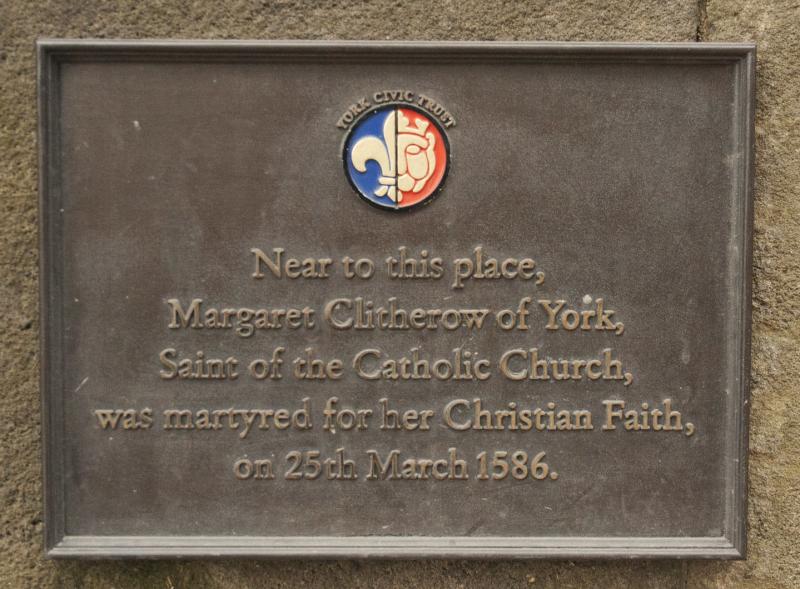 YORK CIVIC TRUST
Near to this place,
Margaret Clitherow of York,
Saint of the Catholic Church,
was martyred for her Christian Faith,
on 25th March 1586.